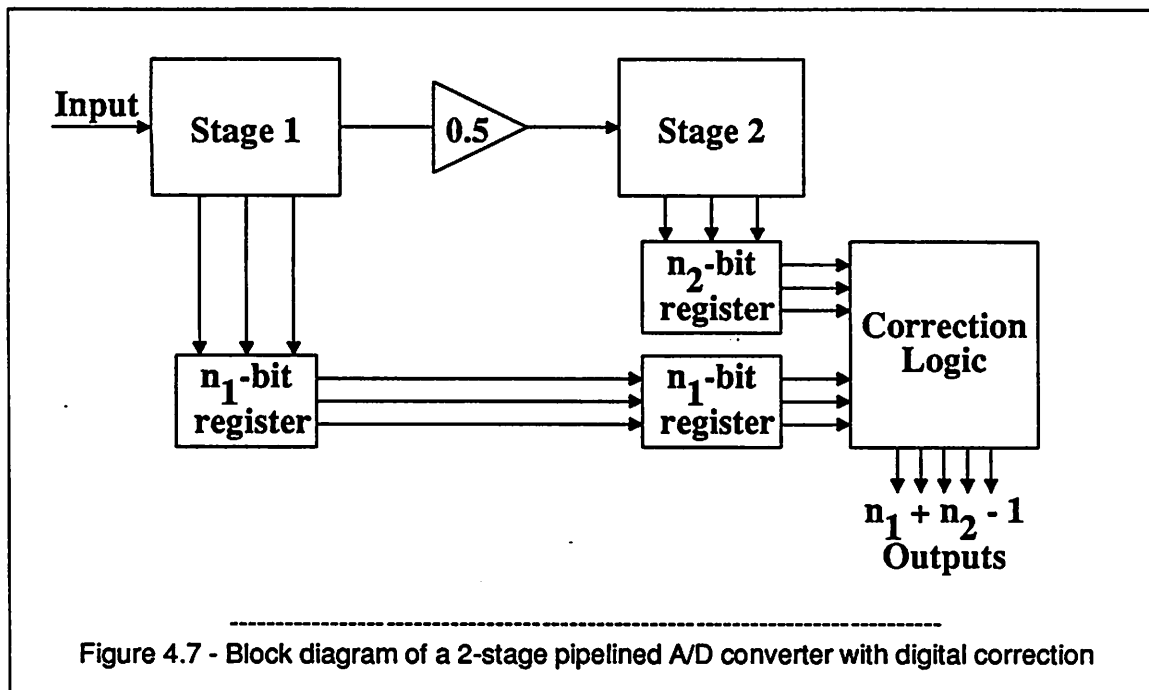 Input
Stage 1
0.5
Stage 2
n₂-bit
register
Correction
Logic
n₁-bit
register
n₁-bit
register
n₁ + n₂ - 1
Outputs
Figure 4.7 - Block diagram of a 2-stage pipelined A/D converter with digital correction